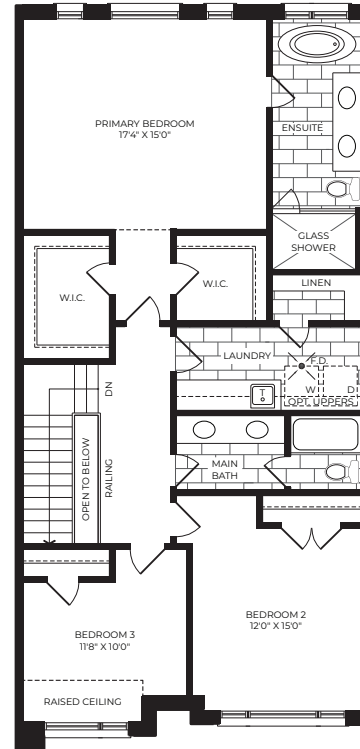 PRIMARY BEDROOM
17'4" X 15'0"
ENSUITE
GLASS
SHOWER
W.I.C.
W.I.C.
LINEN
LAUNDRY
F.D.
W D
T
OPT. UPPERS
DN
OPEN TO BELOW
RAILING
MAIN
BATH
BEDROOM 2
12'0" X 15'0"
BEDROOM 3
11'8" X 10'0"
RAISED CEILING